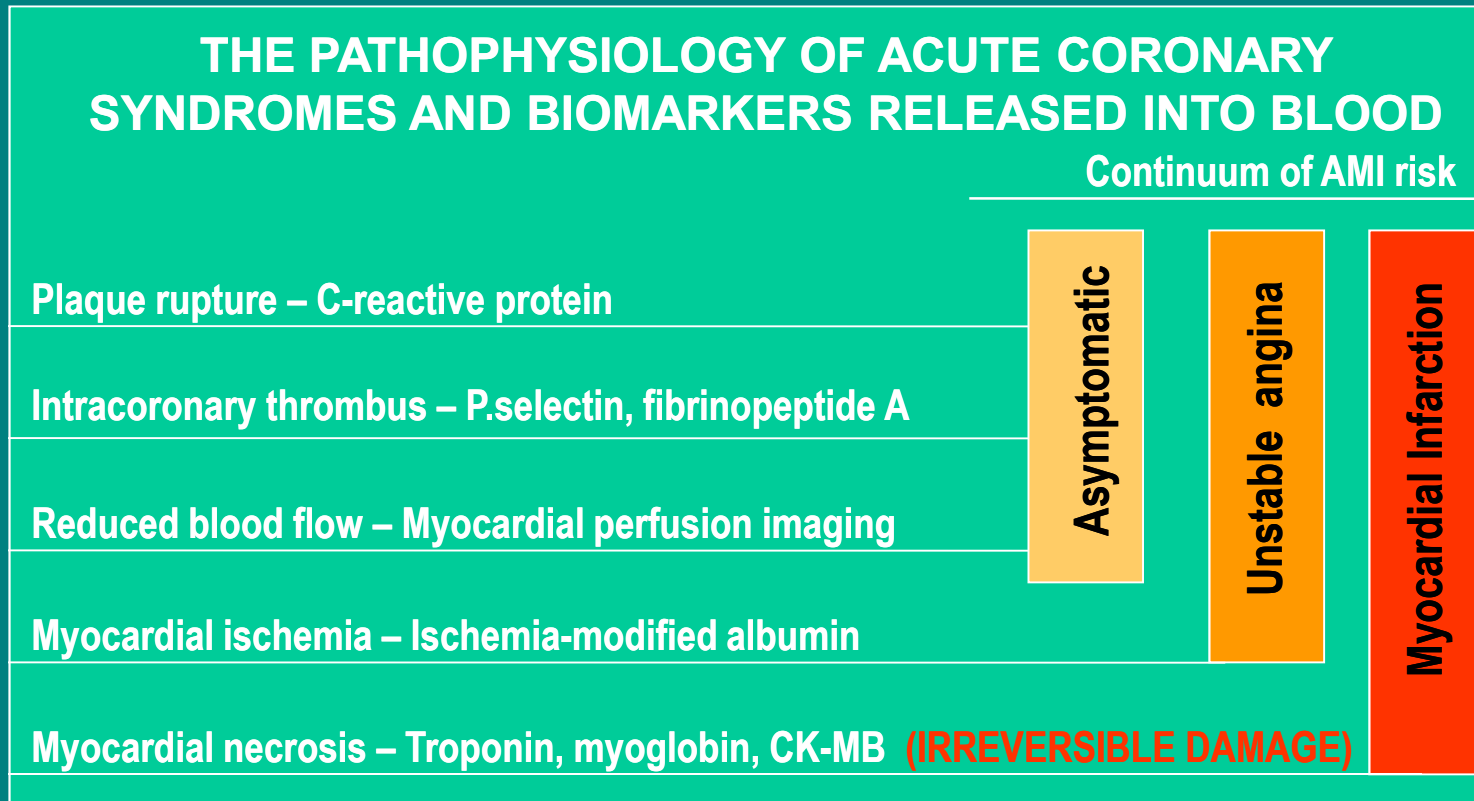 THE PATHOPHYSIOLOGY OF ACUTE CORONARY
SYNDROMES AND BIOMARKERS RELEASED INTO BLOOD
Continuum of AMI risk
Plaque rupture – C-reactive protein
Intracoronary thrombus – P.selectin, fibrinopeptide A
Reduced blood flow – Myocardial perfusion imaging
Myocardial ischemia – Ischemia-modified albumin
Myocardial necrosis – Troponin, myoglobin, CK-MB (IRREVERSIBLE DAMAGE)
Asymptomatic
Unstable angina
Myocardial Infarction